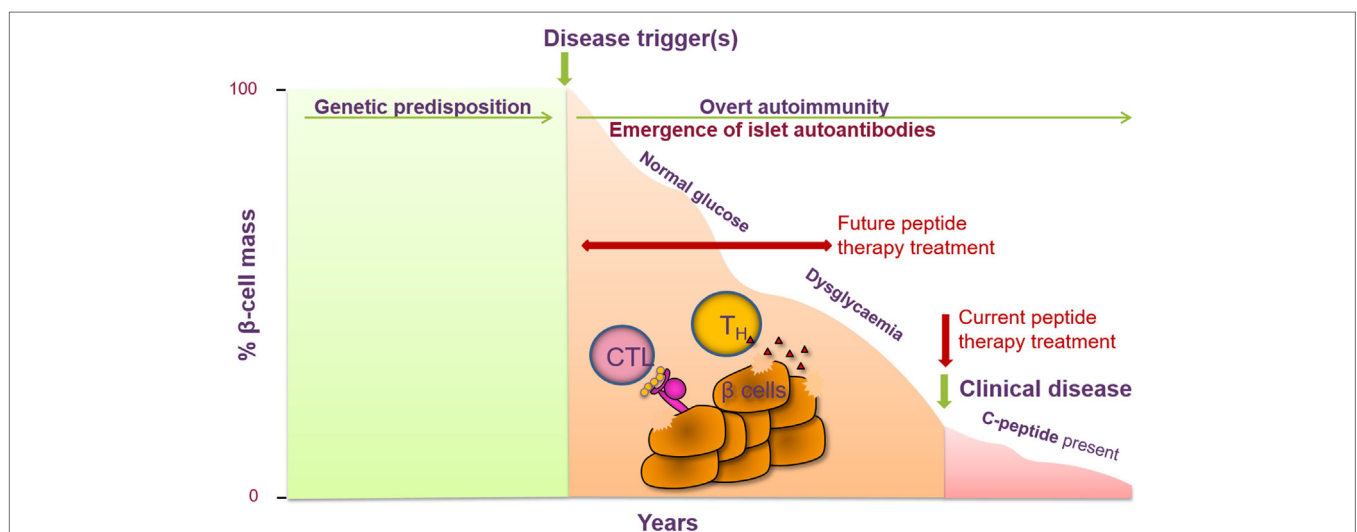 Disease trigger(s)
100
Genetic predisposition
Overt autoimmunity
Emergence of islet autoantibodies
Normal glucose
Future peptide
therapy treatment
% β-cell mass
Dysglycaemia
TH
CTL
β cells
Current peptide
therapy treatment
Clinical disease
C-peptide present
0
Years